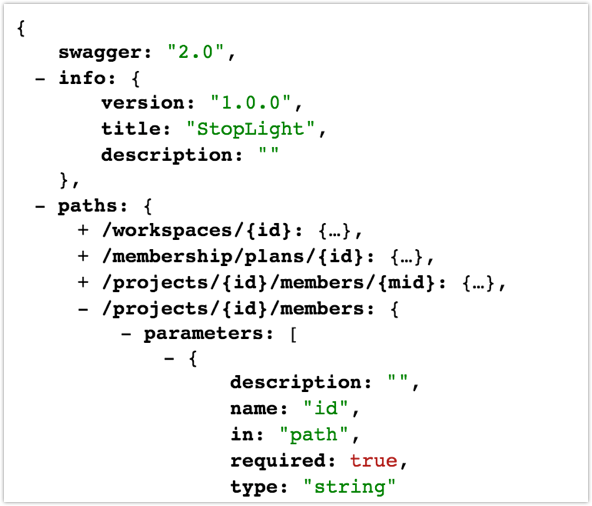 {
swagger: "2.0",
– info: {
version: "1.0.0",
title: "StopLight",
description: ""
},
– paths: {
+ /workspaces/{id}: {…},
+ /membership/plans/{id}: {…},
+ /projects/{id}/members/{mid}: {…},
– /projects/{id}/members: {
– parameters: [
– {
description: "",
name: "id",
in: "path",
required: true,
type: "string"